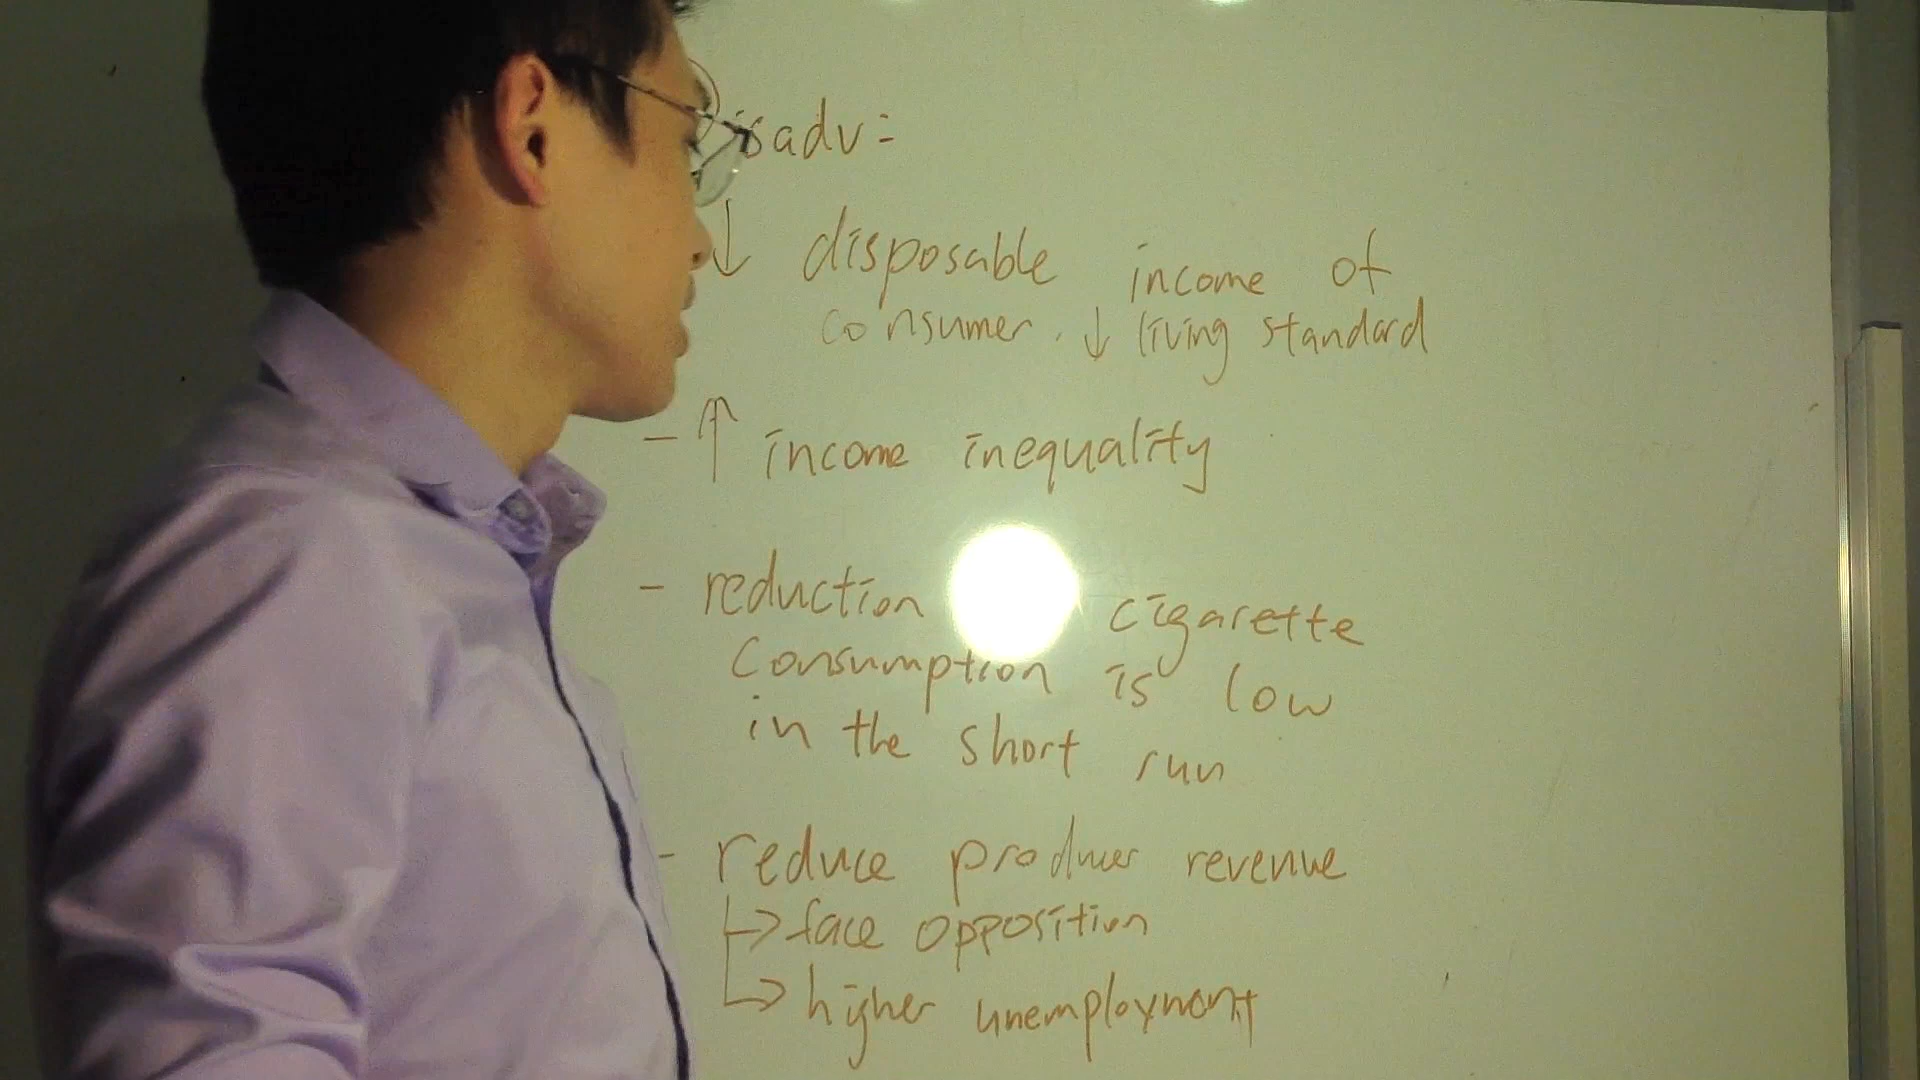 isadv:
↓ disposable income of
consumer. ↓ living standard
- ↑ income inequality
- reduction cigarette
consumption is low
in the short run
- reduce producer revenue
↳ face opposition
↳ higher unemployment